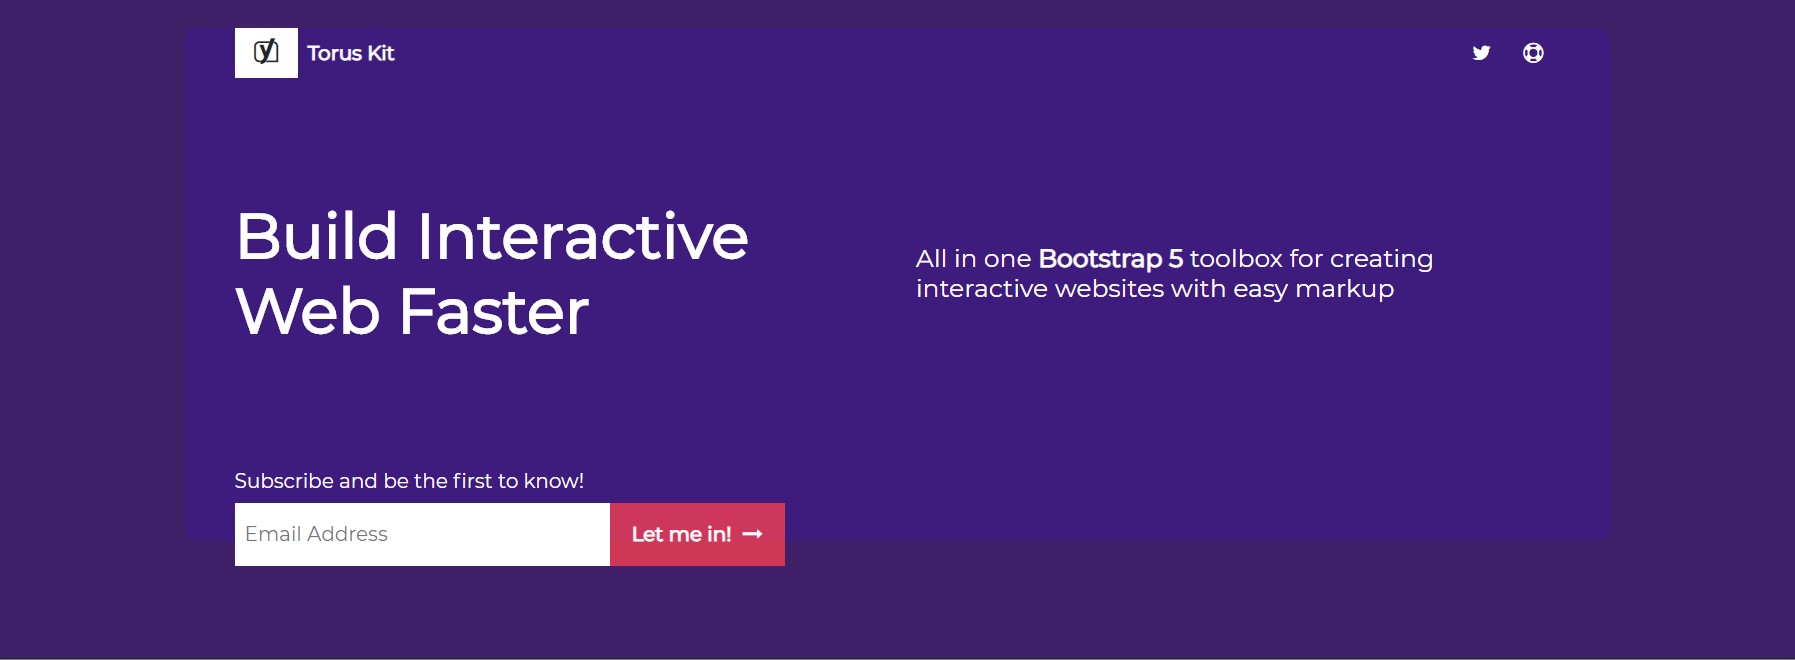 y Torus Kit
Build Interactive
Web Faster
All in one Bootstrap 5 toolbox for creating
interactive websites with easy markup
Subscribe and be the first to know!
Email Address
Let me in! →